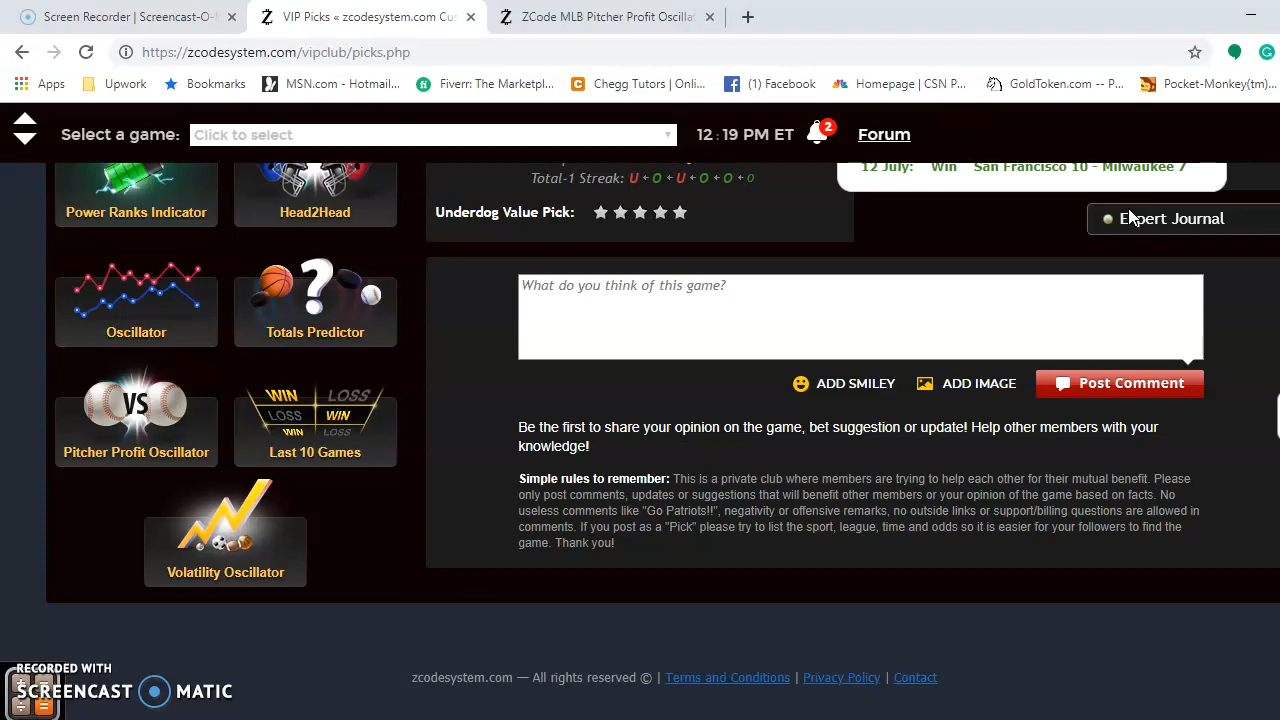 Screen Recorder | Screencast-O-
VIP Picks « zcodesystem.com Cus
ZCode MLB Pitcher Profit Oscillat
https://zcodesystem.com/vipclub/picks.php
Apps
Upwork
Bookmarks
MSN.com - Hotmail...
Fiverr: The Marketpl...
Chegg Tutors | Onli...
(1) Facebook
Homepage | CSN P...
GoldToken.com -- P...
Pocket-Monkey(tm)...
Select a game:
Click to select
12:19 PM ET
2
Forum
Power Ranks Indicator
Head2Head
Total-1 Streak: U ← O ← U ← O ← O ← O
12 July: Win San Francisco 10 - Milwaukee 7
Underdog Value Pick:
Expert Journal
Oscillator
Totals Predictor
What do you think of this game?
ADD SMILEY
ADD IMAGE
Post Comment
VS
Pitcher Profit Oscillator
WIN LOSS
LOSS WIN
WIN LOSS
Last 10 Games
Be the first to share your opinion on the game, bet suggestion or update! Help other members with your
knowledge!
Simple rules to remember: This is a private club where members are trying to help each other for their mutual benefit. Please
only post comments, updates or suggestions that will benefit other members or your opinion of the game based on facts. No
useless comments like "Go Patriots!!", negativity or offensive remarks, no outside links or support/billing questions are allowed in
comments. If you post as a "Pick" please try to list the sport, league, time and odds so it is easier for your followers to find the
game. Thank you!
Volatility Oscillator
zcodesystem.com — All rights reserved © | Terms and Conditions | Privacy Policy | Contact
RECORDED WITH
SCREENCAST MATIC